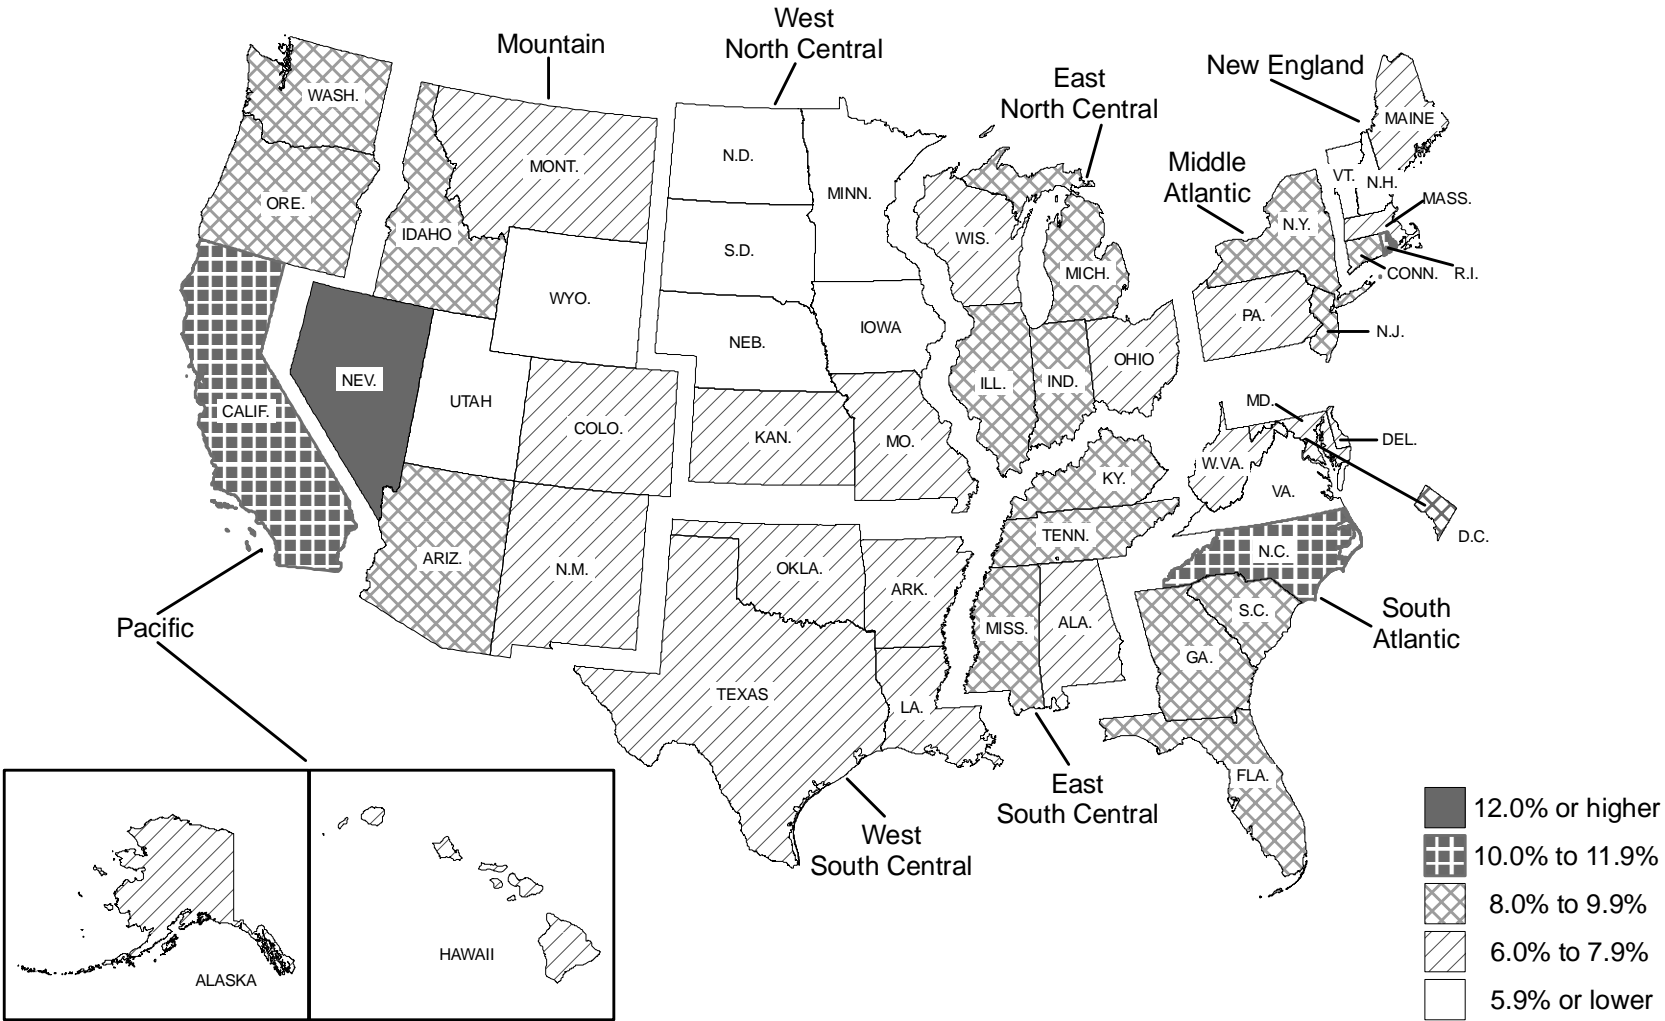 West
North Central
Mountain
New England
East
North Central
WASH.
MAINE
N.D.
MONT.
Middle
Atlantic
VT.
N.H.
MINN.
MASS.
ORE.
IDAHO
N.Y.
WIS.
S.D.
MICH.
CONN.
R.I.
WYO.
PA.
IOWA
N.J.
NEB.
OHIO
NEV.
ILL.
IND.
UTAH
MD.
CALIF.
COLO.
KAN.
MO.
DEL.
W.VA.
KY.
VA.
TENN.
D.C.
N.C.
ARIZ.
N.M.
OKLA.
ARK.
South
Atlantic
S.C.
Pacific
MISS.
ALA.
GA.
TEXAS
LA.
FLA.
East
South Central
West
South Central
12.0% or higher
10.0% to 11.9%
8.0% to 9.9%
6.0% to 7.9%
5.9% or lower
HAWAII
ALASKA